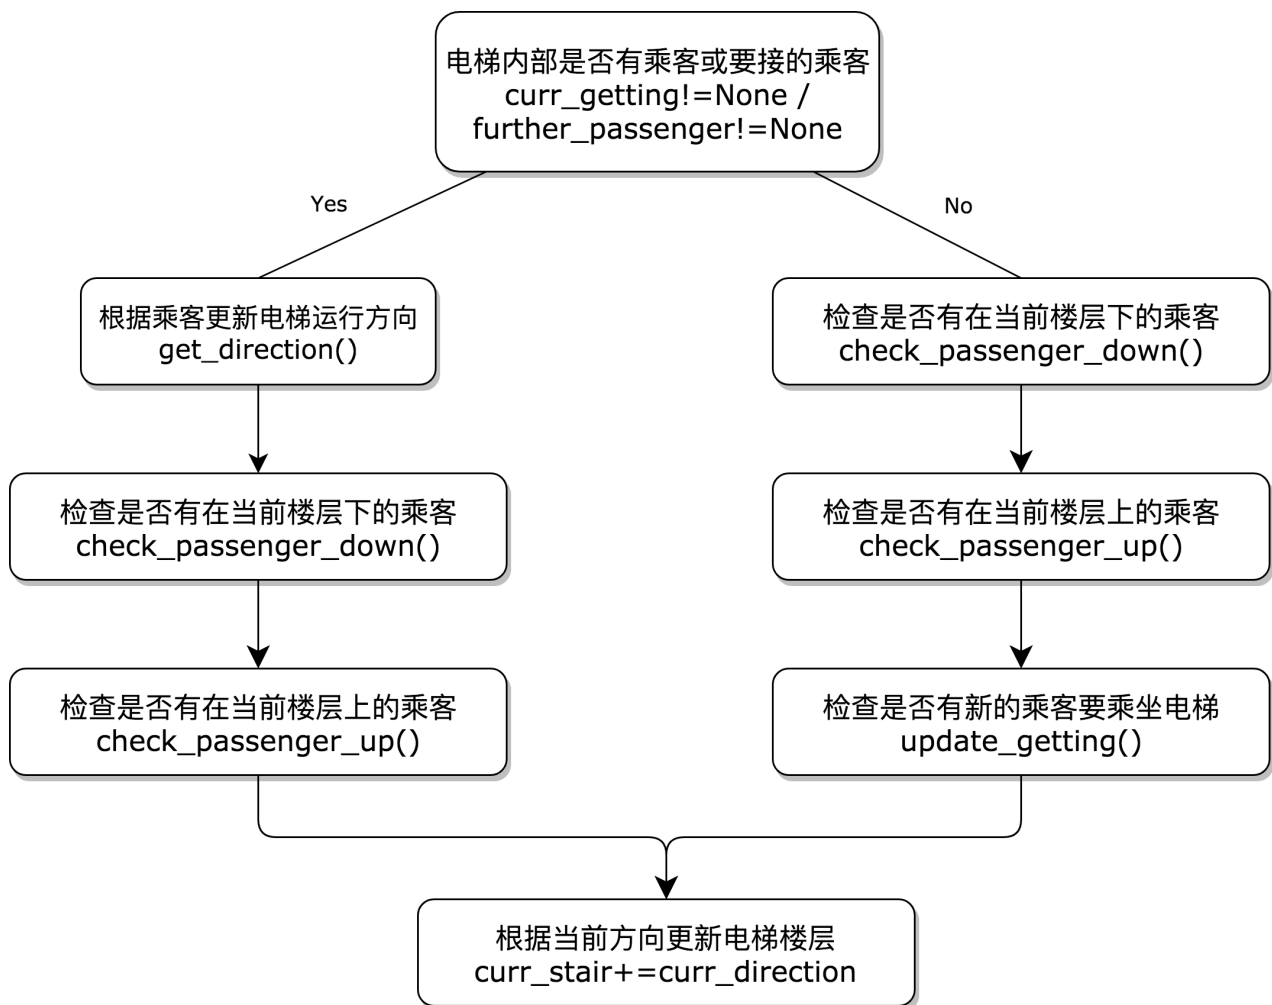 电梯内部是否有乘客或要接的乘客
curr_getting!=None /
further_passenger!=None
Yes
No
根据乘客更新电梯运行方向
get_direction()
检查是否有在当前楼层下的乘客
check_passenger_down()
检查是否有在当前楼层下的乘客
check_passenger_down()
检查是否有在当前楼层上的乘客
check_passenger_up()
检查是否有在当前楼层上的乘客
check_passenger_up()
检查是否有新的乘客要乘坐电梯
update_getting()
根据当前方向更新电梯楼层
curr_stair+=curr_direction